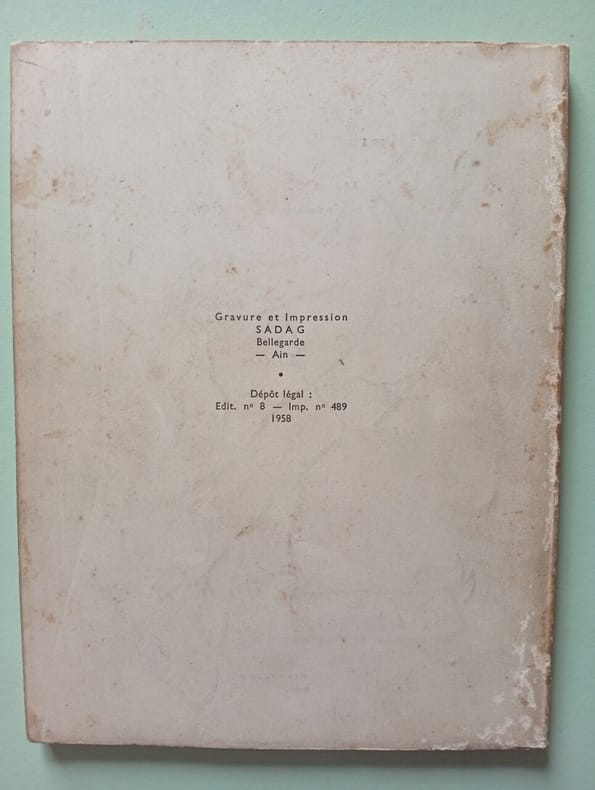 Gravure et Impression
SADAG
Bellegarde
— Ain —
•
Dépôt légal :
Edit. nº 8 — Imp. nº 489
1958